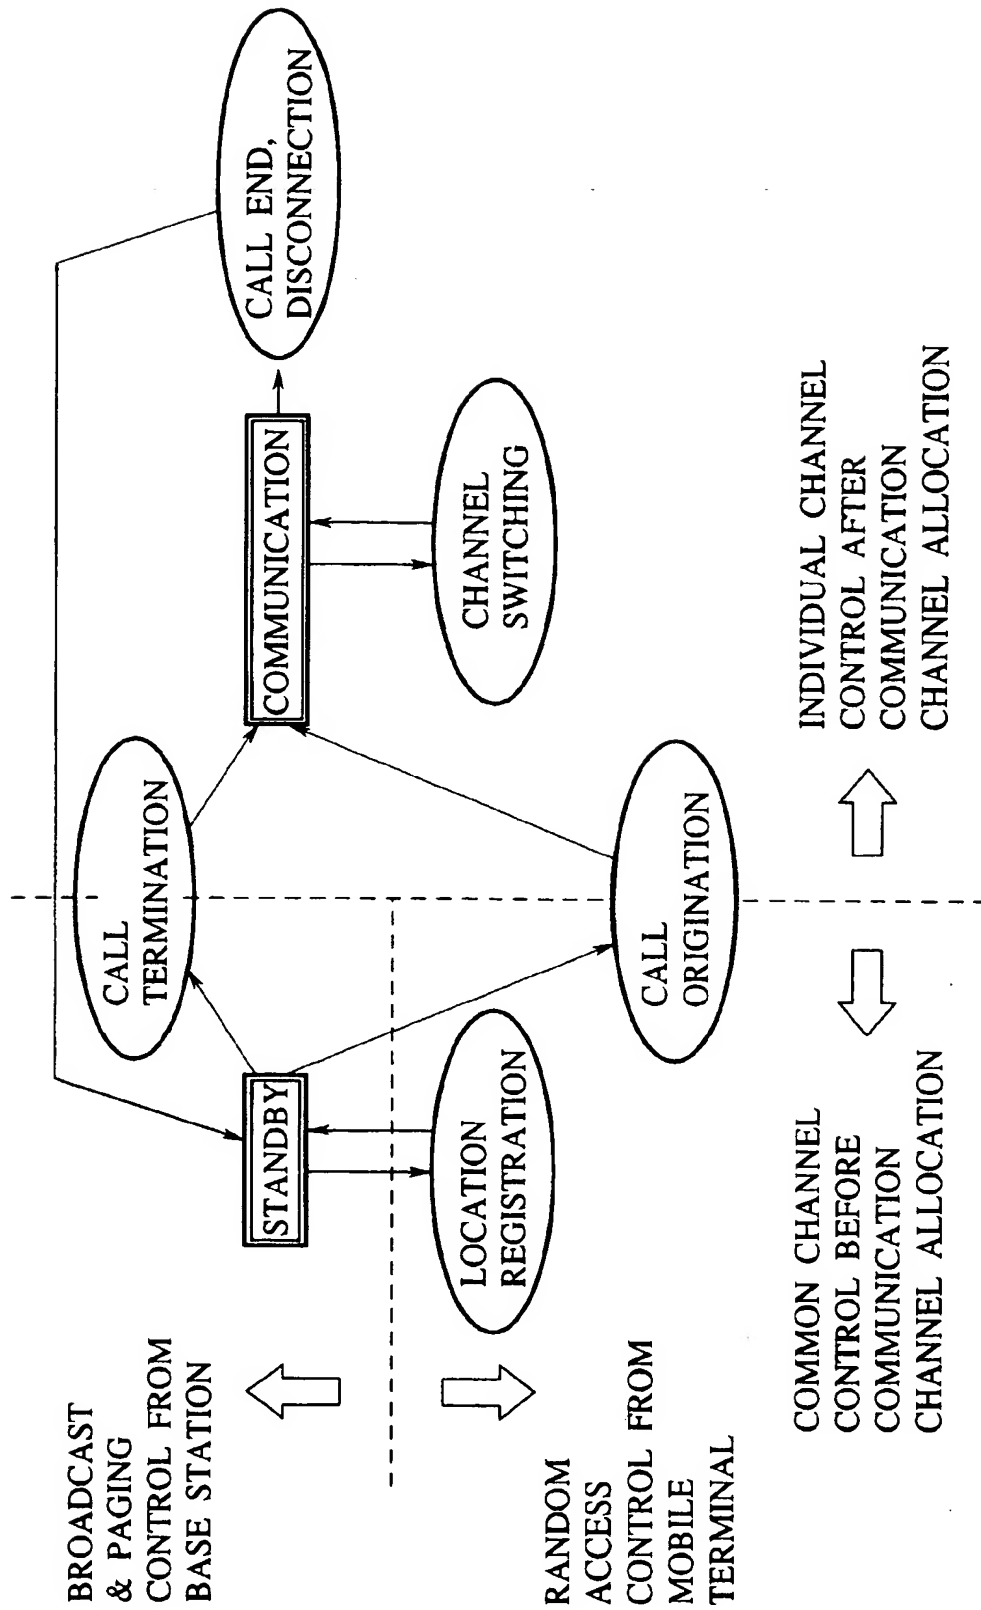 BROADCAST
& PAGING
CONTROL FROM
BASE STATION
RANDOM
ACCESS
CONTROL FROM
MOBILE
TERMINAL
STANDBY
LOCATION
REGISTRATION
CALL
TERMINATION
CALL
ORIGINATION
COMMUNICATION
CHANNEL
SWITCHING
CALL END,
DISCONNECTION
COMMON CHANNEL
CONTROL BEFORE
COMMUNICATION
CHANNEL ALLOCATION
INDIVIDUAL CHANNEL
CONTROL AFTER
COMMUNICATION
CHANNEL ALLOCATION